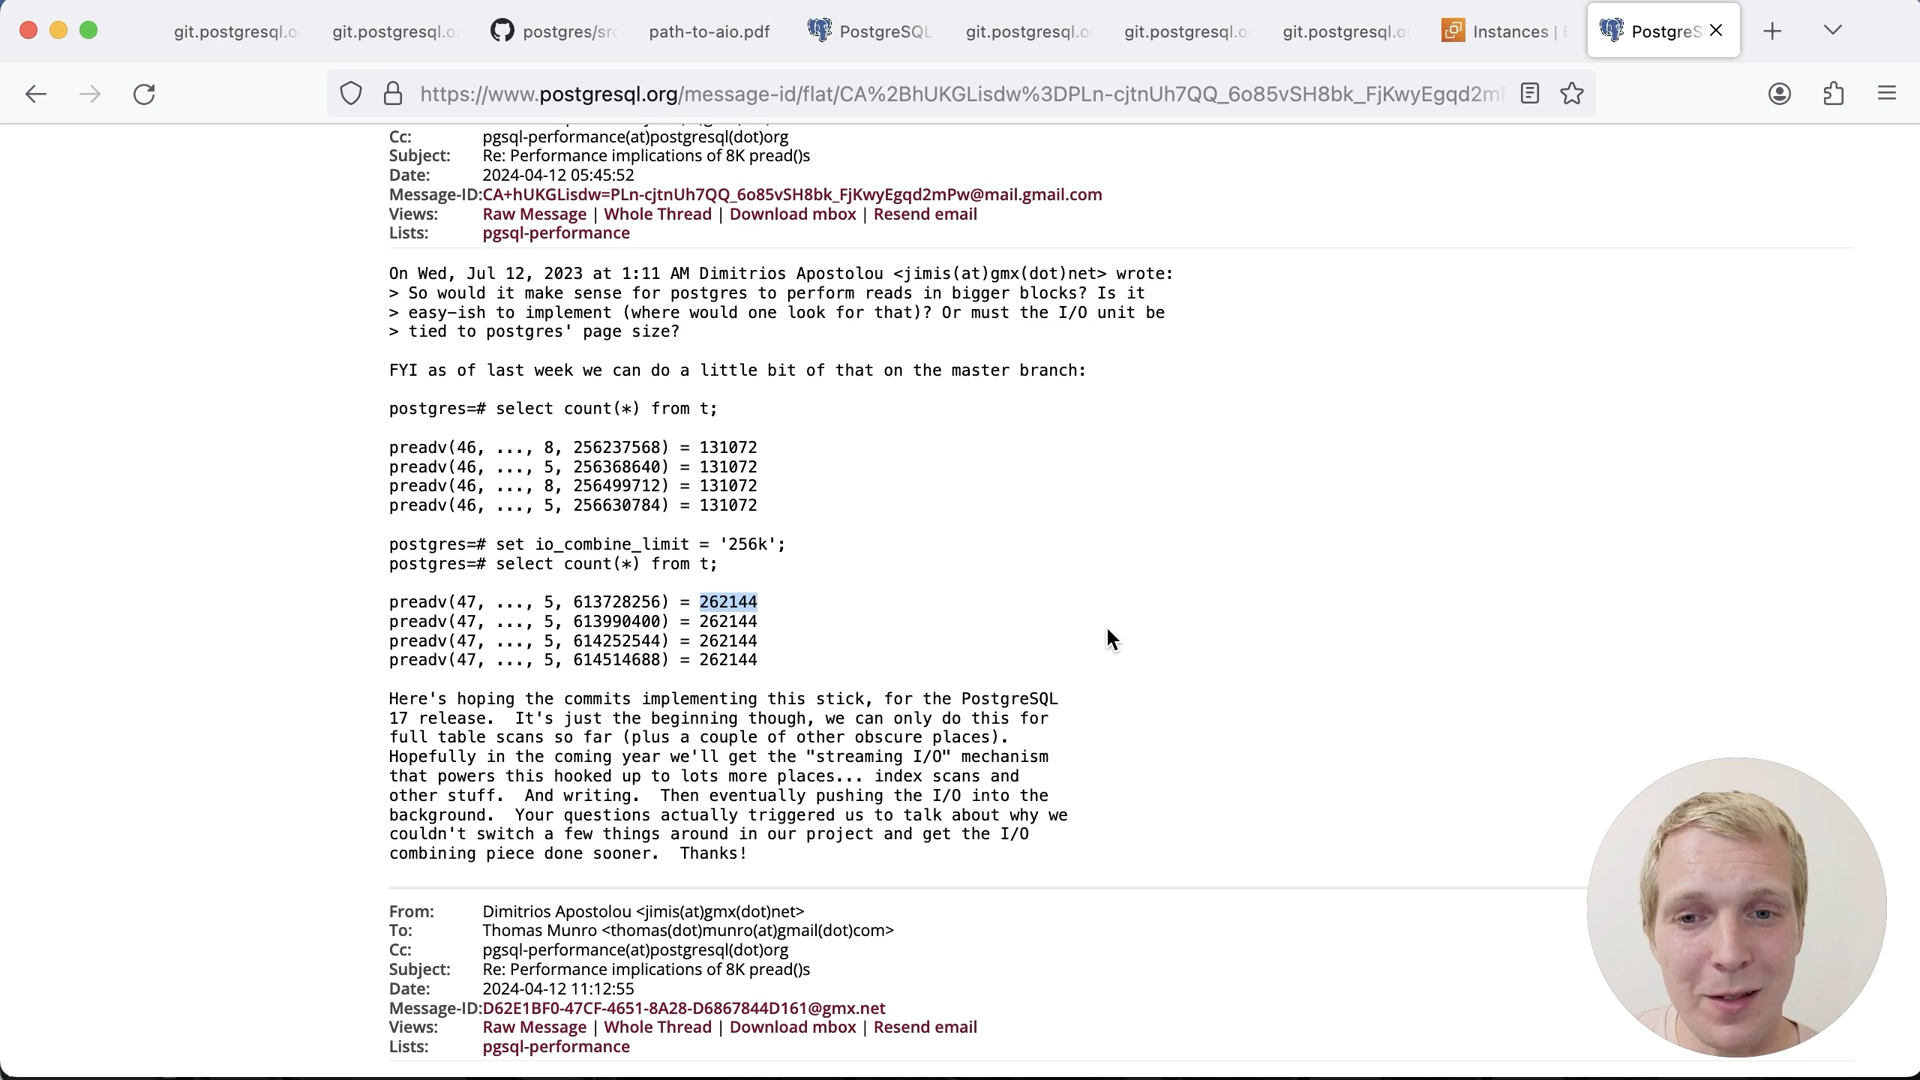 git.postgresql.o
git.postgresql.o
postgres/src
path-to-aio.pdf
PostgreSQL
git.postgresql.o
git.postgresql.o
git.postgresql.o
Instances |
PostgreS
https://www.postgresql.org/message-id/flat/CA%2BhUKGLisdw%3DPLn-cjtnUh7QQ_6o85vSH8bk_FjKwyEgqd2m
Cc: pgsql-performance(at)postgresql(dot)org
Subject: Re: Performance implications of 8K pread()s
Date: 2024-04-12 05:45:52
Message-ID:CA+hUKGLisdw=PLn-cjtnUh7QQ_6o85vSH8bk_FjKwyEgqd2mPw@mail.gmail.com
Views: Raw Message | Whole Thread | Download mbox | Resend email
Lists: pgsql-performance
On Wed, Jul 12, 2023 at 1:11 AM Dimitrios Apostolou <jimis(at)gmx(dot)net> wrote:
> So would it make sense for postgres to perform reads in bigger blocks? Is it
> easy-ish to implement (where would one look for that)? Or must the I/O unit be
> tied to postgres' page size?
FYI as of last week we can do a little bit of that on the master branch:
postgres=# select count(*) from t;
preadv(46, ..., 8, 256237568) = 131072
preadv(46, ..., 5, 256368640) = 131072
preadv(46, ..., 8, 256499712) = 131072
preadv(46, ..., 5, 256630784) = 131072
postgres=# set io_combine_limit = '256k';
postgres=# select count(*) from t;
preadv(47, ..., 5, 613728256) = 262144
preadv(47, ..., 5, 613990400) = 262144
preadv(47, ..., 5, 614252544) = 262144
preadv(47, ..., 5, 614514688) = 262144
Here's hoping the commits implementing this stick, for the PostgreSQL
17 release.  It's just the beginning though, we can only do this for
full table scans so far (plus a couple of other obscure places).
Hopefully in the coming year we'll get the "streaming I/O" mechanism
that powers this hooked up to lots more places... index scans and
other stuff.  And writing.  Then eventually pushing the I/O into the
background.  Your questions actually triggered us to talk about why we
couldn't switch a few things around in our project and get the I/O
combining piece done sooner.  Thanks!
From: Dimitrios Apostolou <jimis(at)gmx(dot)net>
To: Thomas Munro <thomas(dot)munro(at)gmail(dot)com>
Cc: pgsql-performance(at)postgresql(dot)org
Subject: Re: Performance implications of 8K pread()s
Date: 2024-04-12 11:12:55
Message-ID:D62E1BF0-47CF-4651-8A28-D6867844D161@gmx.net
Views: Raw Message | Whole Thread | Download mbox | Resend email
Lists: pgsql-performance